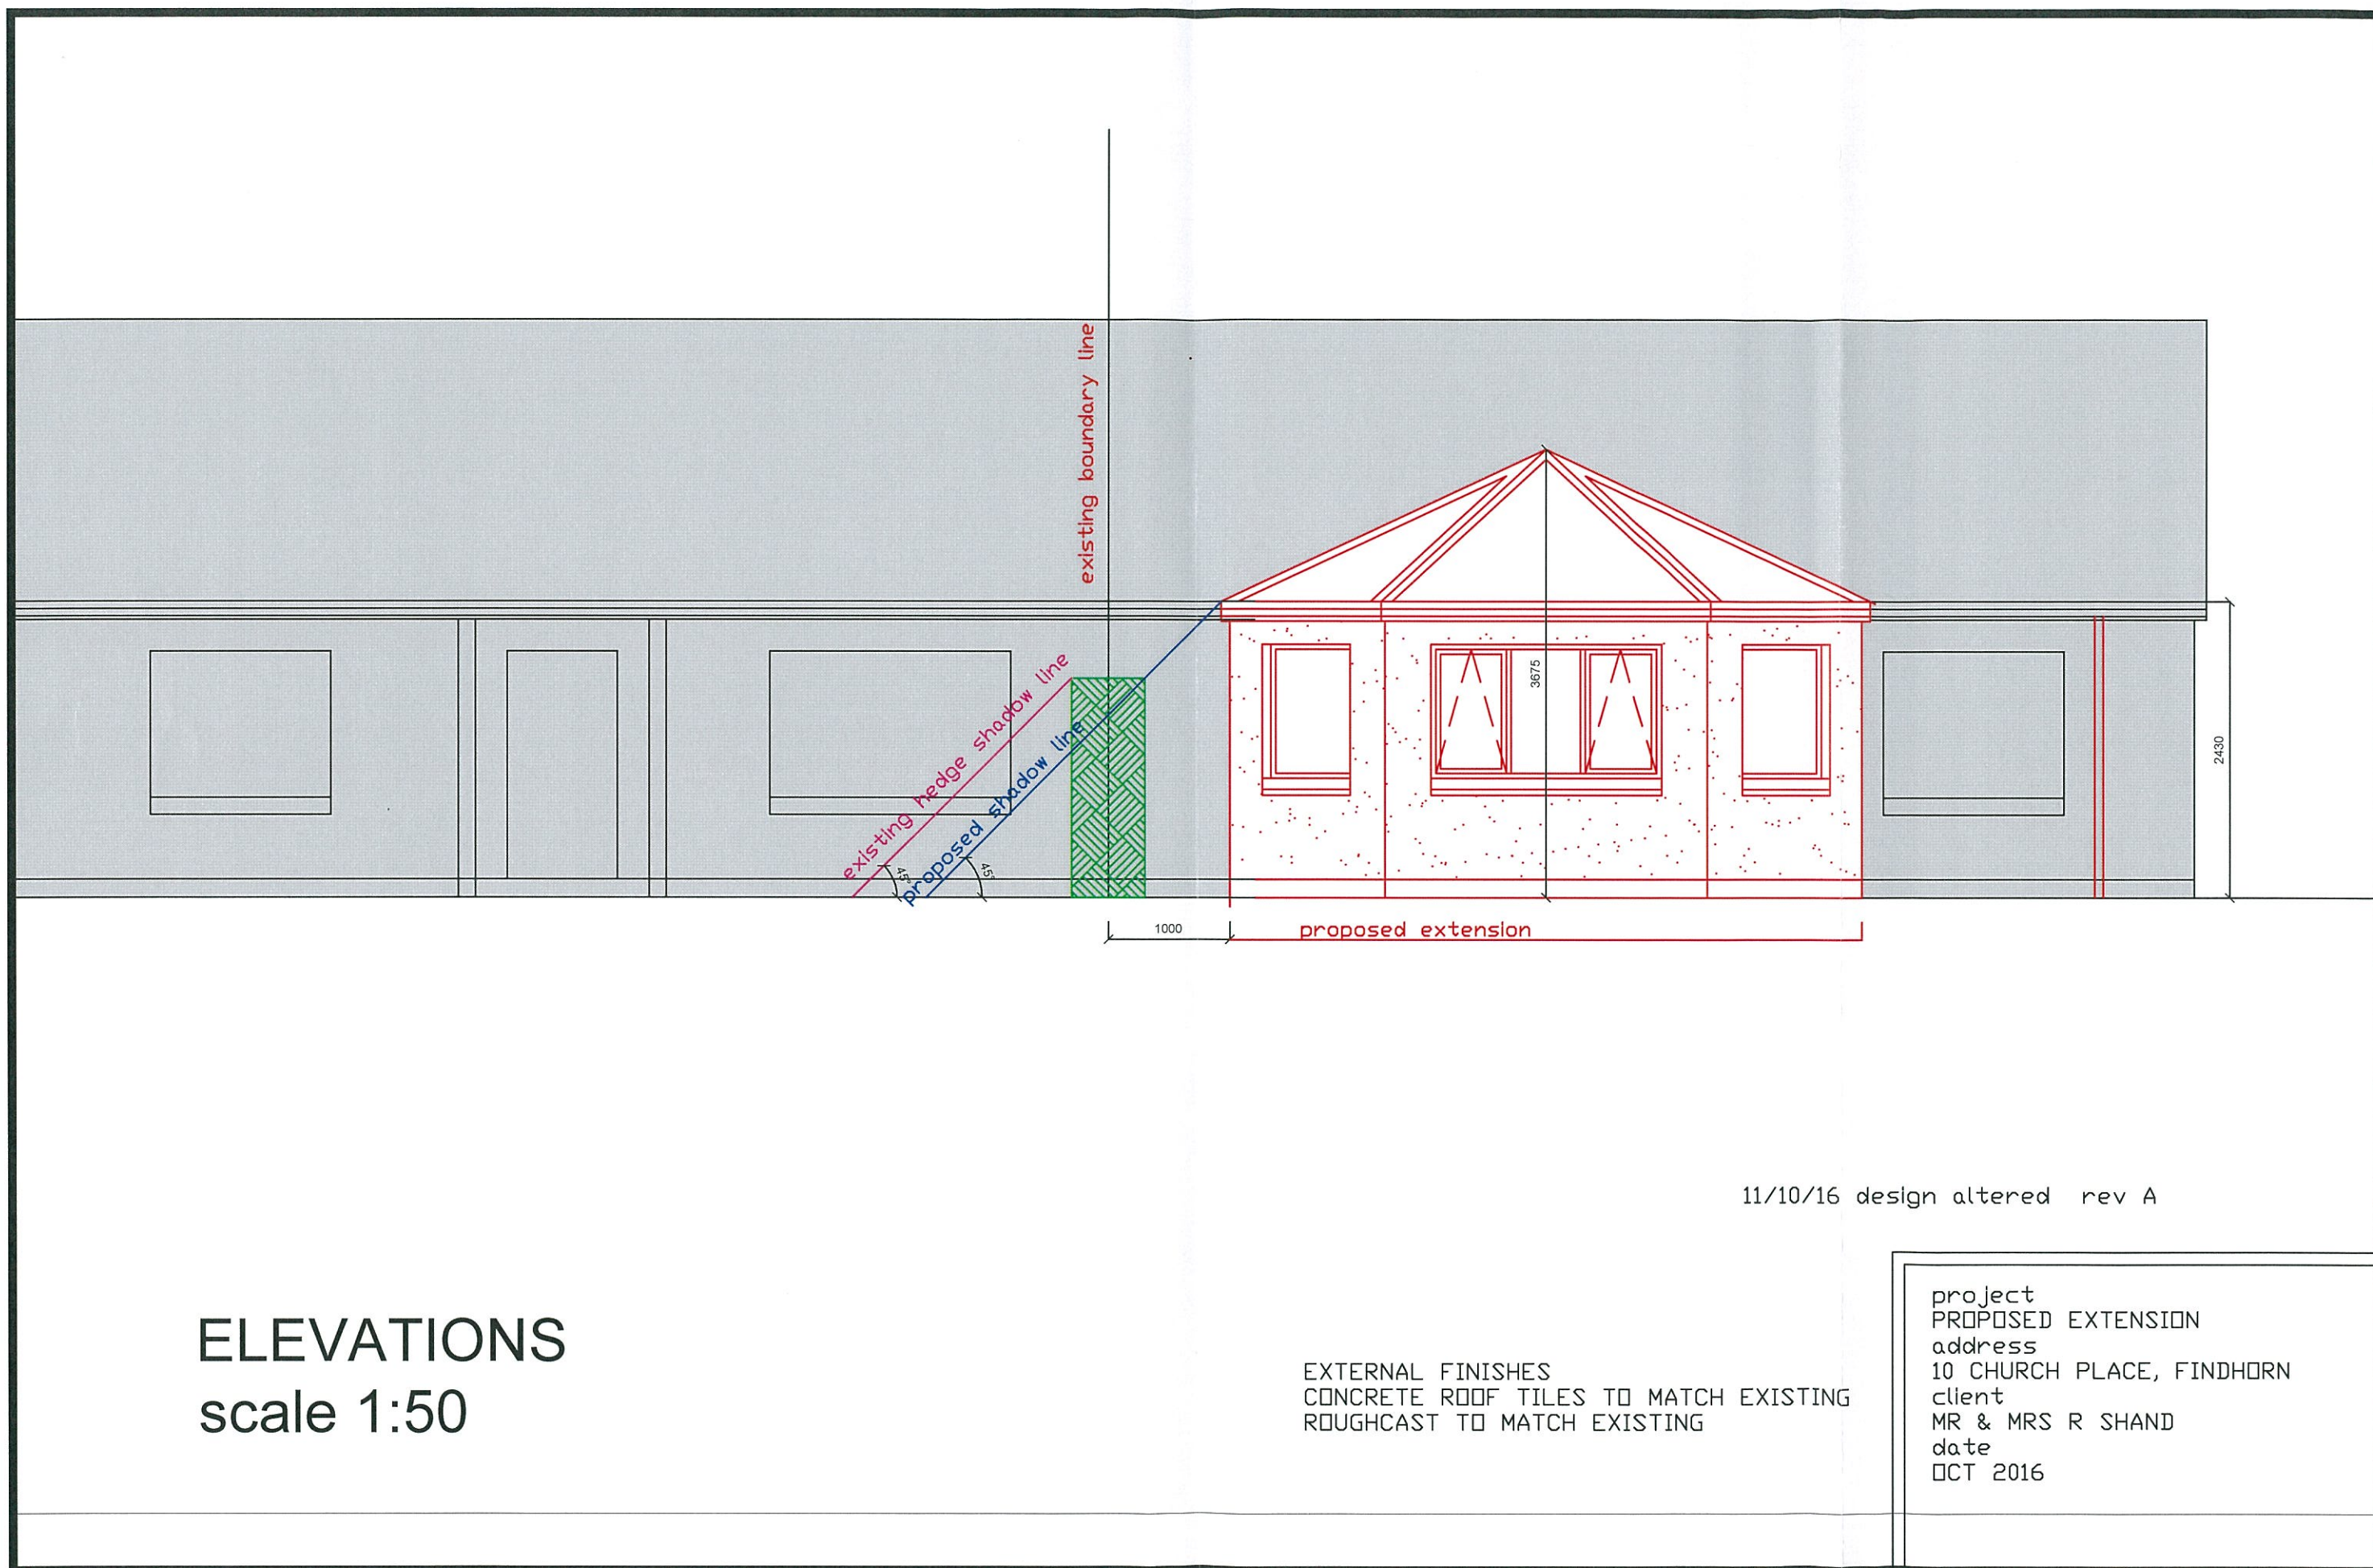 existing boundary line
existing hedge shadow line
proposed shadow line
45°
45°
3675
2430
1000
proposed extension
11/10/16 design altered rev A
ELEVATIONS
scale 1:50
EXTERNAL FINISHES
CONCRETE ROOF TILES TO MATCH EXISTING
ROUGHCAST TO MATCH EXISTING
project
PROPOSED EXTENSION
address
10 CHURCH PLACE, FINDHORN
client
MR & MRS R SHAND
date
OCT 2016